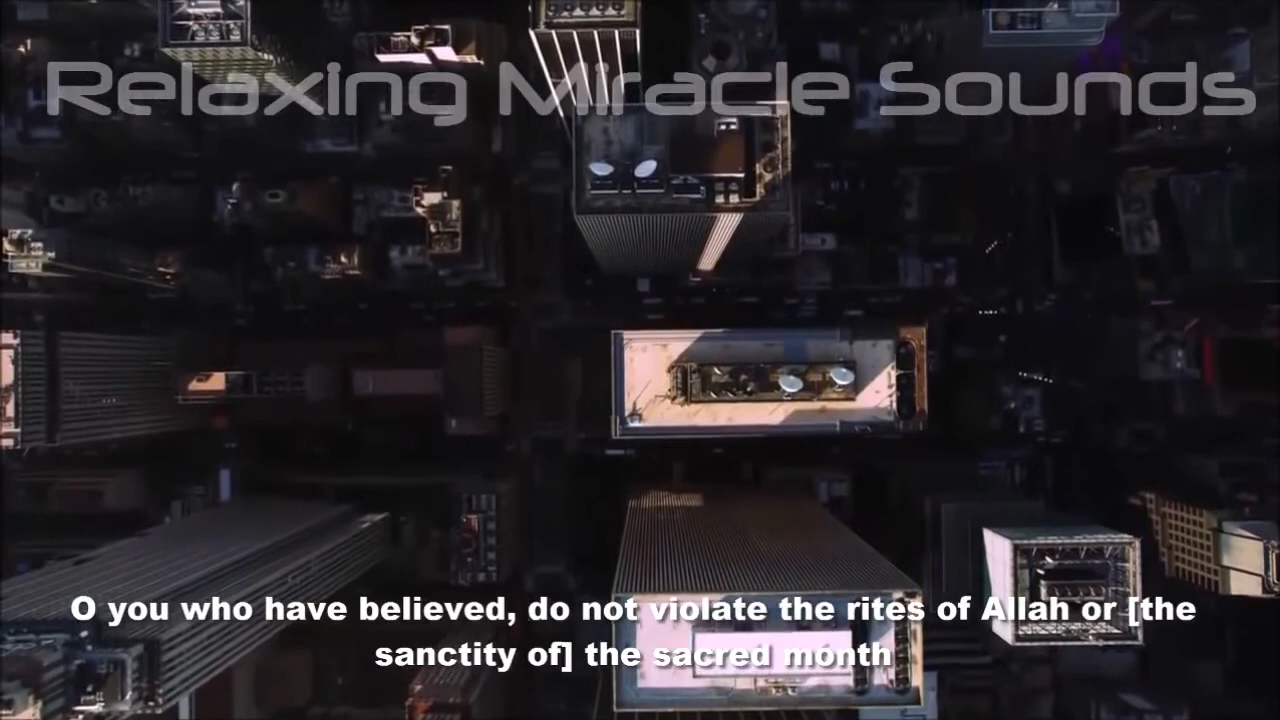 Relaxing Miracle Sounds
O you who have believed, do not violate the rites of Allah or [the
sanctity of] the sacred month